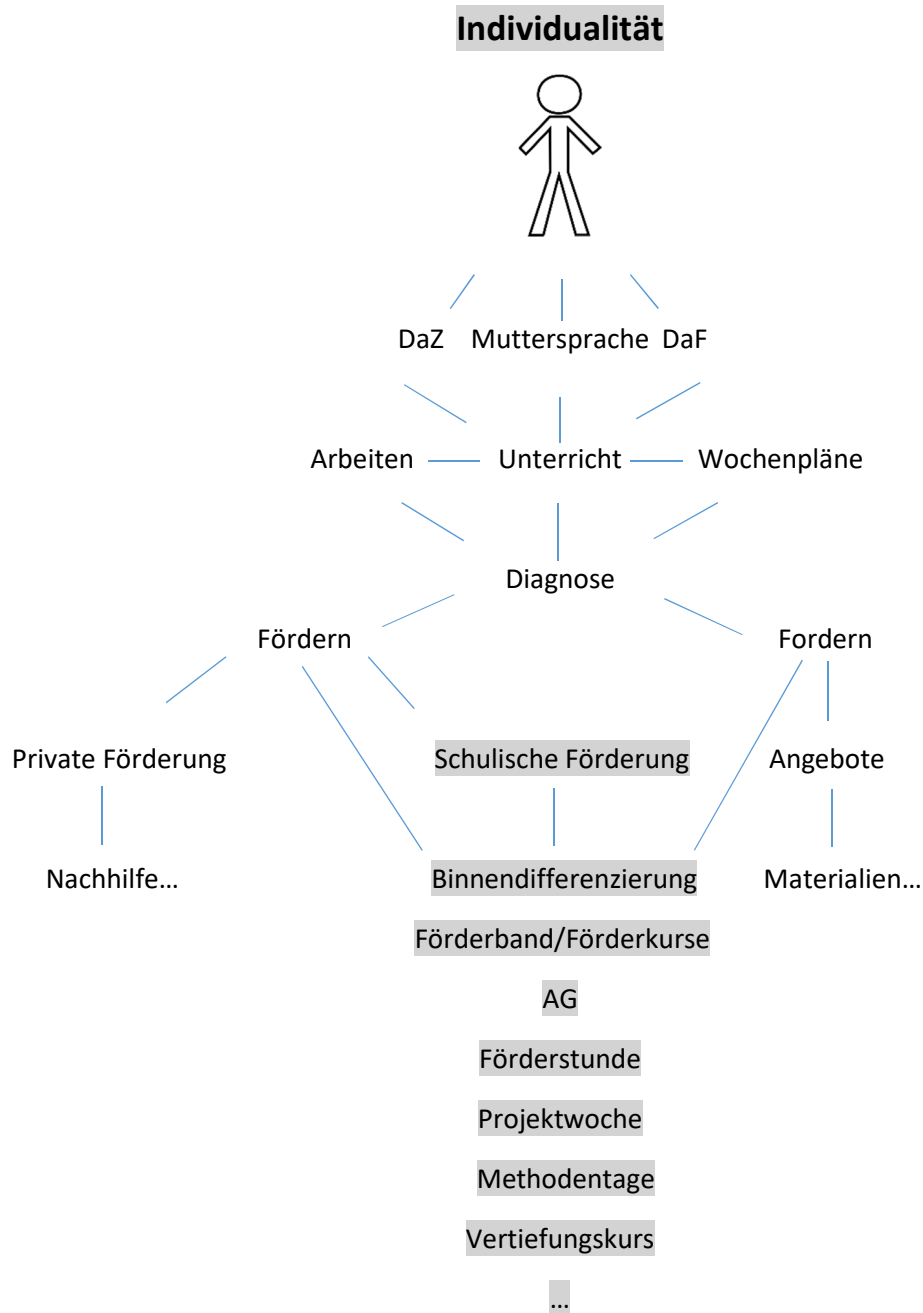 Individualität
DaZ Muttersprache DaF
Arbeiten Unterricht Wochenpläne
Diagnose
Fördern Fordern
Private Förderung Schulische Förderung Angebote
Nachhilfe… Binnendifferenzierung Materialien…
Förderband/Förderkurse
AG
Förderstunde
Projektwoche
Methodentage
Vertiefungskurs
…